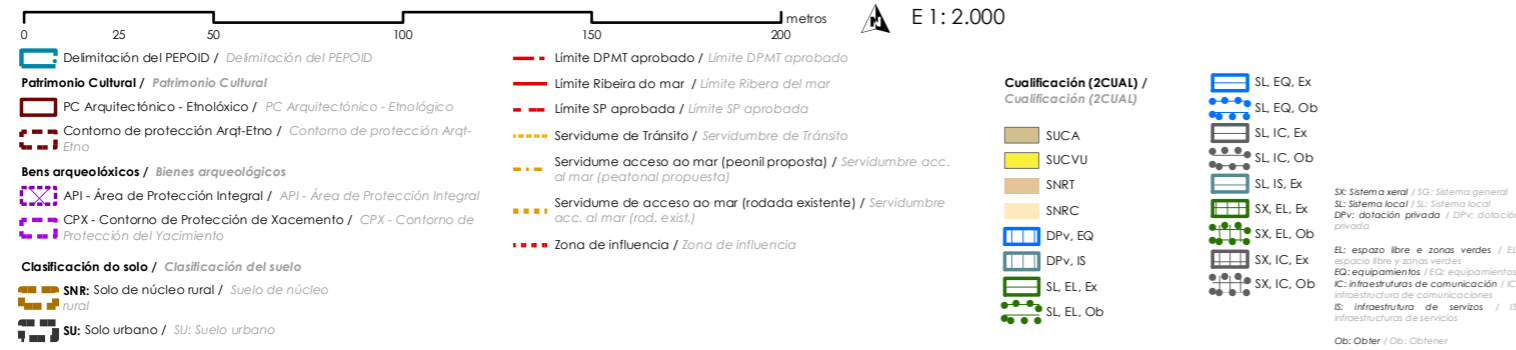 metros
E 1: 2.000
0 25 50 100 150 200
Delimitación del PEPOID / Delimitación del PEPOID
Patrimonio Cultural / Patrimonio Cultural
PC Arquitectónico - Etnolóxico / PC Arquitectónico - Etnológico
Contorno de protección Arqt-Etno / Contorno de protección Arqt-
Etno
Bens arqueolóxicos / Bienes arqueológicos
API - Área de Protección Integral / API - Área de Protección Integral
CPX - Contorno de Protección de Xacemento / CPX - Contorno de
Protección del Yacimiento
Clasificación do solo / Clasificación del suelo
SNR: Solo de núcleo rural / Suelo de núcleo
rural
SU: Solo urbano / SU: Suelo urbano
Límite DPMT aprobado / Límite DPMT aprobado
Límite Ribeira do mar / Límite Ribera del mar
Límite SP aprobada / Límite SP aprobada
Servidume de Tránsito / Servidumbre de Tránsito
Servidume acceso ao mar (peonil proposta) / Servidumbre acc.
al mar (peatonal propuesta)
Servidume de acceso ao mar (rodada existente) / Servidumbre
acc. al mar (rod. exist.)
Zona de influencia / Zona de influencia
Cualificación (2CUAL) /
Cualificación (2CUAL)
SUCA
SUCVU
SNRT
SNRC
DPv, EQ
DPv, IS
SL, EL, Ex
SL, EL, Ob
SL, EQ, Ex
SL, EQ, Ob
SL, IC, Ex
SL, IC, Ob
SL, IS, Ex
SX, EL, Ex
SX, EL, Ob
SX, IC, Ex
SX, IC, Ob
SX: Sistema xeral / SG: Sistema general
SL: Sistema local / SL: Sistema local
DPv: dotación privada / DPv: dotación
privada
EL: espazo libre e zonas verdes / EL
espacio libre y zonas verdes
EQ: equipamientos / EQ: equipamientos
IC: infraestruturas de comunicación / IC
infraestructura de comunicaciones
IS: infraestrutura de servizos / IS
infraestructuras de servicios
Ob: Obter / Ob: Obtener